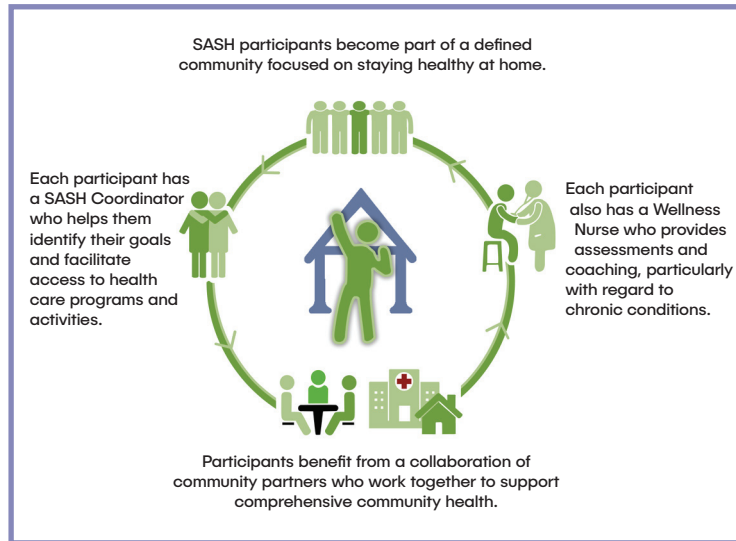 SASH participants become part of a defined
community focused on staying healthy at home.
Each participant has
a SASH Coordinator
who helps them
identify their goals
and facilitate
access to health
care programs and
activities.
Each participant
also has a Wellness
Nurse who provides
assessments and
coaching, particularly
with regard to
chronic conditions.
Participants benefit from a collaboration of
community partners who work together to support
comprehensive community health.